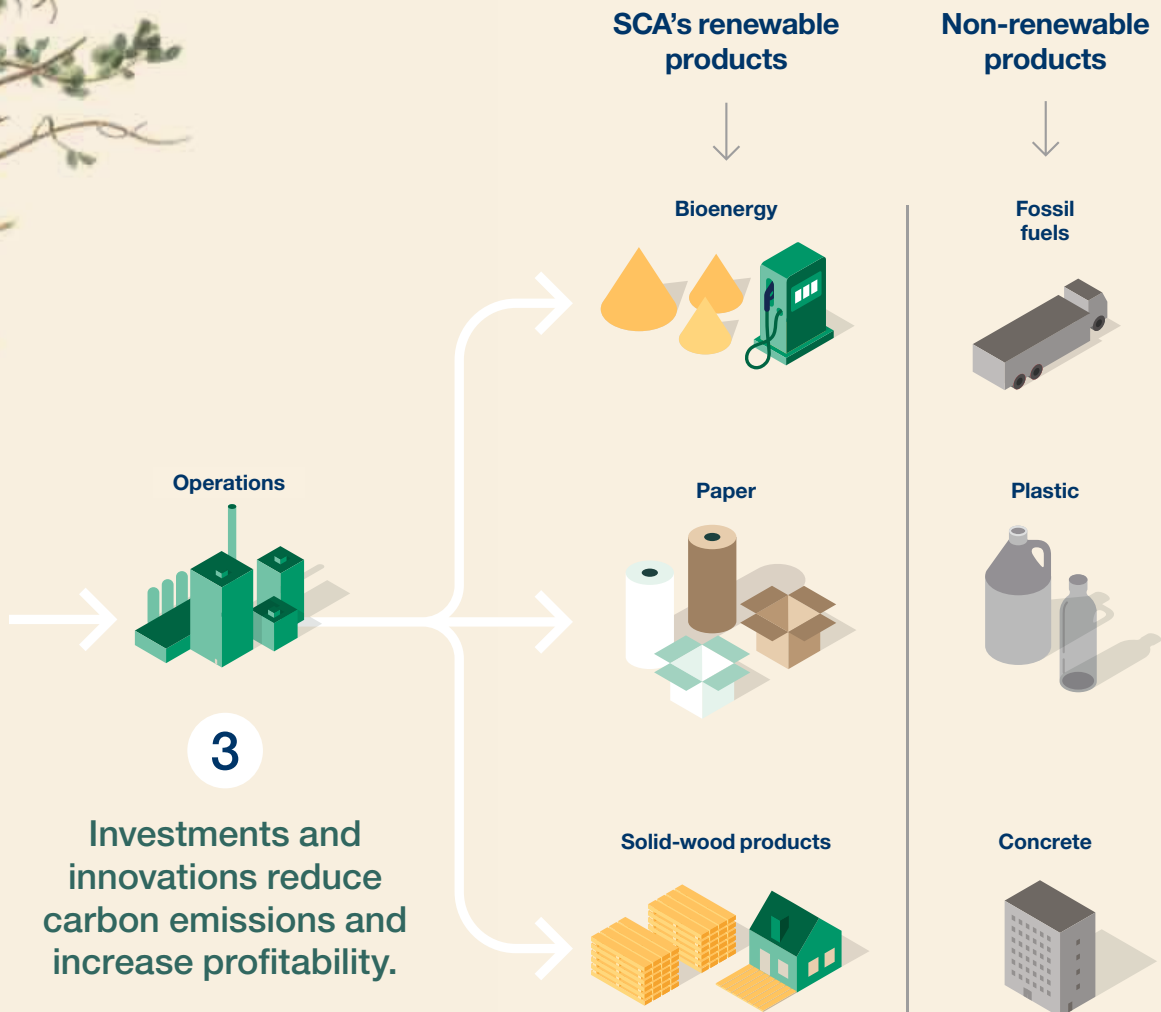 SCA’s renewable
products
Non-renewable
products
Bioenergy
Fossil
fuels
Operations
Paper
Plastic
3
Investments and
innovations reduce
carbon emissions and
increase profitability.
Solid-wood products
Concrete